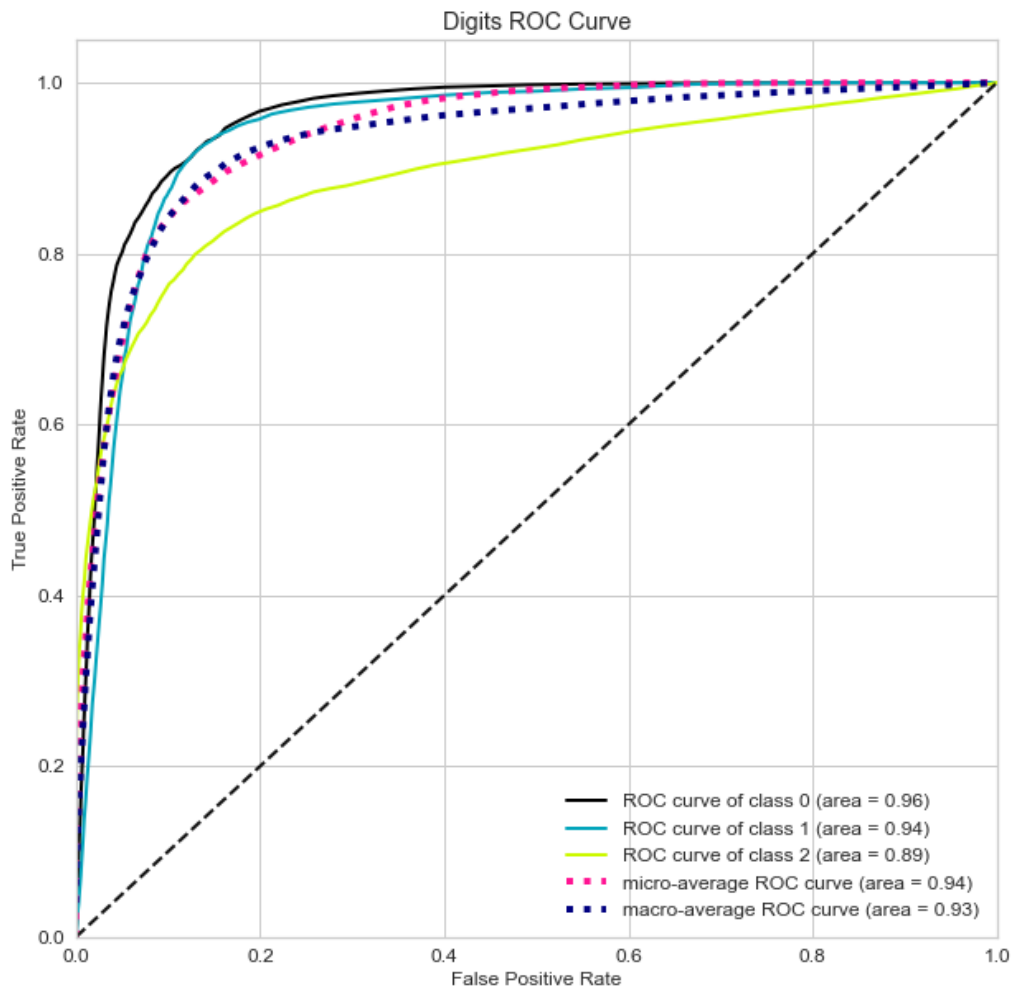 Digits ROC Curve
True Positive Rate
1.0
0.8
0.6
0.4
0.2
0.0
ROC curve of class 0 (area = 0.96)
ROC curve of class 1 (area = 0.94)
ROC curve of class 2 (area = 0.89)
micro-average ROC curve (area = 0.94)
macro-average ROC curve (area = 0.93)
0.0 0.2 0.4 0.6 0.8 1.0
False Positive Rate